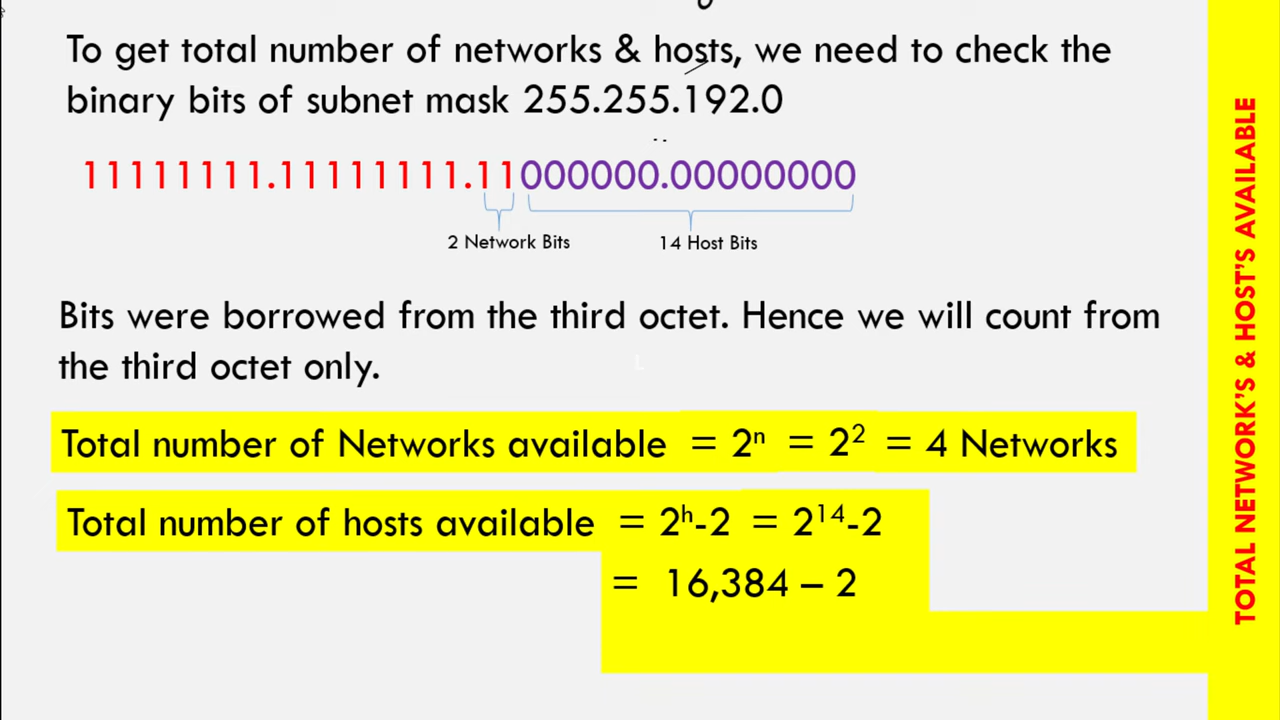 To get total number of networks & hosts, we need to check the
binary bits of subnet mask 255.255.192.0
11111111.11111111.11000000.00000000
2 Network Bits
14 Host Bits
Bits were borrowed from the third octet. Hence we will count from
the third octet only.
Total number of Networks available = 2ⁿ = 2² = 4 Networks
Total number of hosts available = 2ʰ-2 = 2¹⁴-2
= 16,384 – 2
TOTAL NETWORK'S & HOST'S AVAILABLE